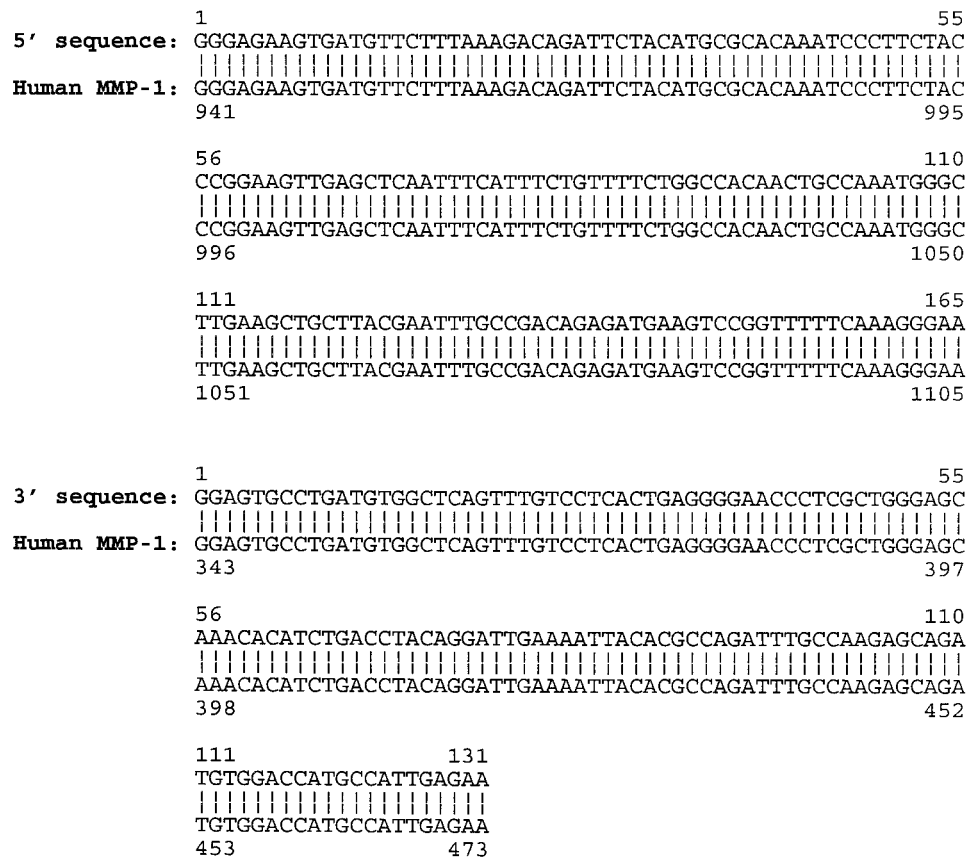 1 55
5' sequence: GGGAGAAGTGATGTTCTTTAAAGACAGATTCTACATGCGCACAAATCCCTTCTAC
Human MMP-1: GGGAGAAGTGATGTTCTTTAAAGACAGATTCTACATGCGCACAAATCCCTTCTAC
941 995
56 110
CCGGAAGTTGAGCTCAATTTCATTTCTGTTTTCTGGCCACAACTGCCAAATGGGC
CCGGAAGTTGAGCTCAATTTCATTTCTGTTTTCTGGCCACAACTGCCAAATGGGC
996 1050
111 165
TTGAAGCTGCTTACGAATTTGCCGACAGAGATGAAGTCCGGTTTTTCAAAGGGAA
TTGAAGCTGCTTACGAATTTGCCGACAGAGATGAAGTCCGGTTTTTCAAAGGGAA
1051 1105
1 55
3' sequence: GGAGTGCCTGATGTGGCTCAGTTTGTCCTCACTGAGGGGAACCCTCGCTGGGAGC
Human MMP-1: GGAGTGCCTGATGTGGCTCAGTTTGTCCTCACTGAGGGGAACCCTCGCTGGGAGC
343 397
56 110
AAACACATCTGACCTACAGGATTGAAAATTACACGCCAGATTTGCCAAGAGCAGA
AAACACATCTGACCTACAGGATTGAAAATTACACGCCAGATTTGCCAAGAGCAGA
398 452
111 131
TGTGGACCATGCCATTGAGAA
TGTGGACCATGCCATTGAGAA
453 473